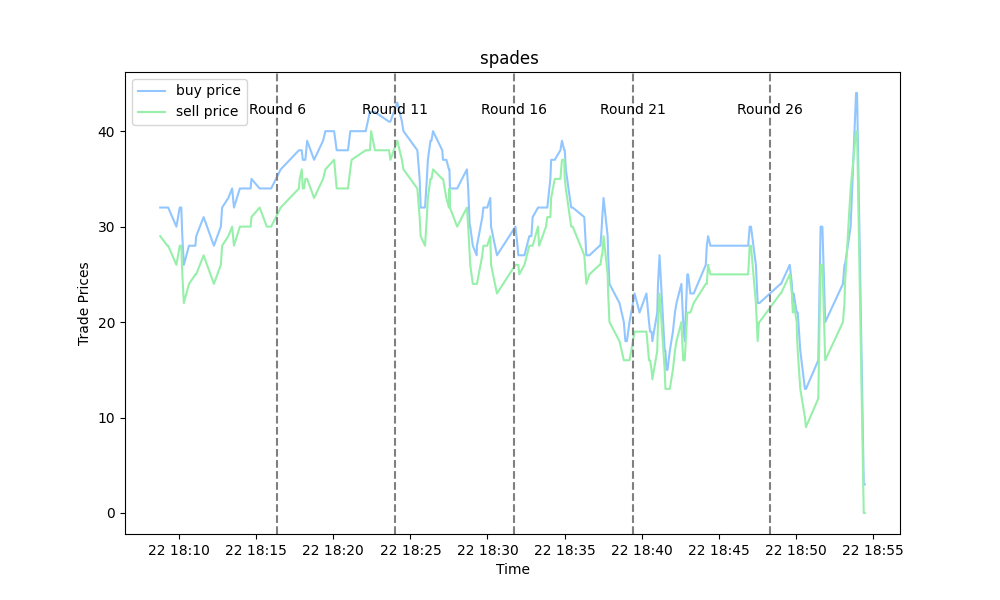 spades
buy price
sell price
Round 6
Round 11
Round 16
Round 21
Round 26
Trade Prices
40
30
20
10
0
22 18:10 22 18:15 22 18:20 22 18:25 22 18:30 22 18:35 22 18:40 22 18:45 22 18:50 22 18:55
Time